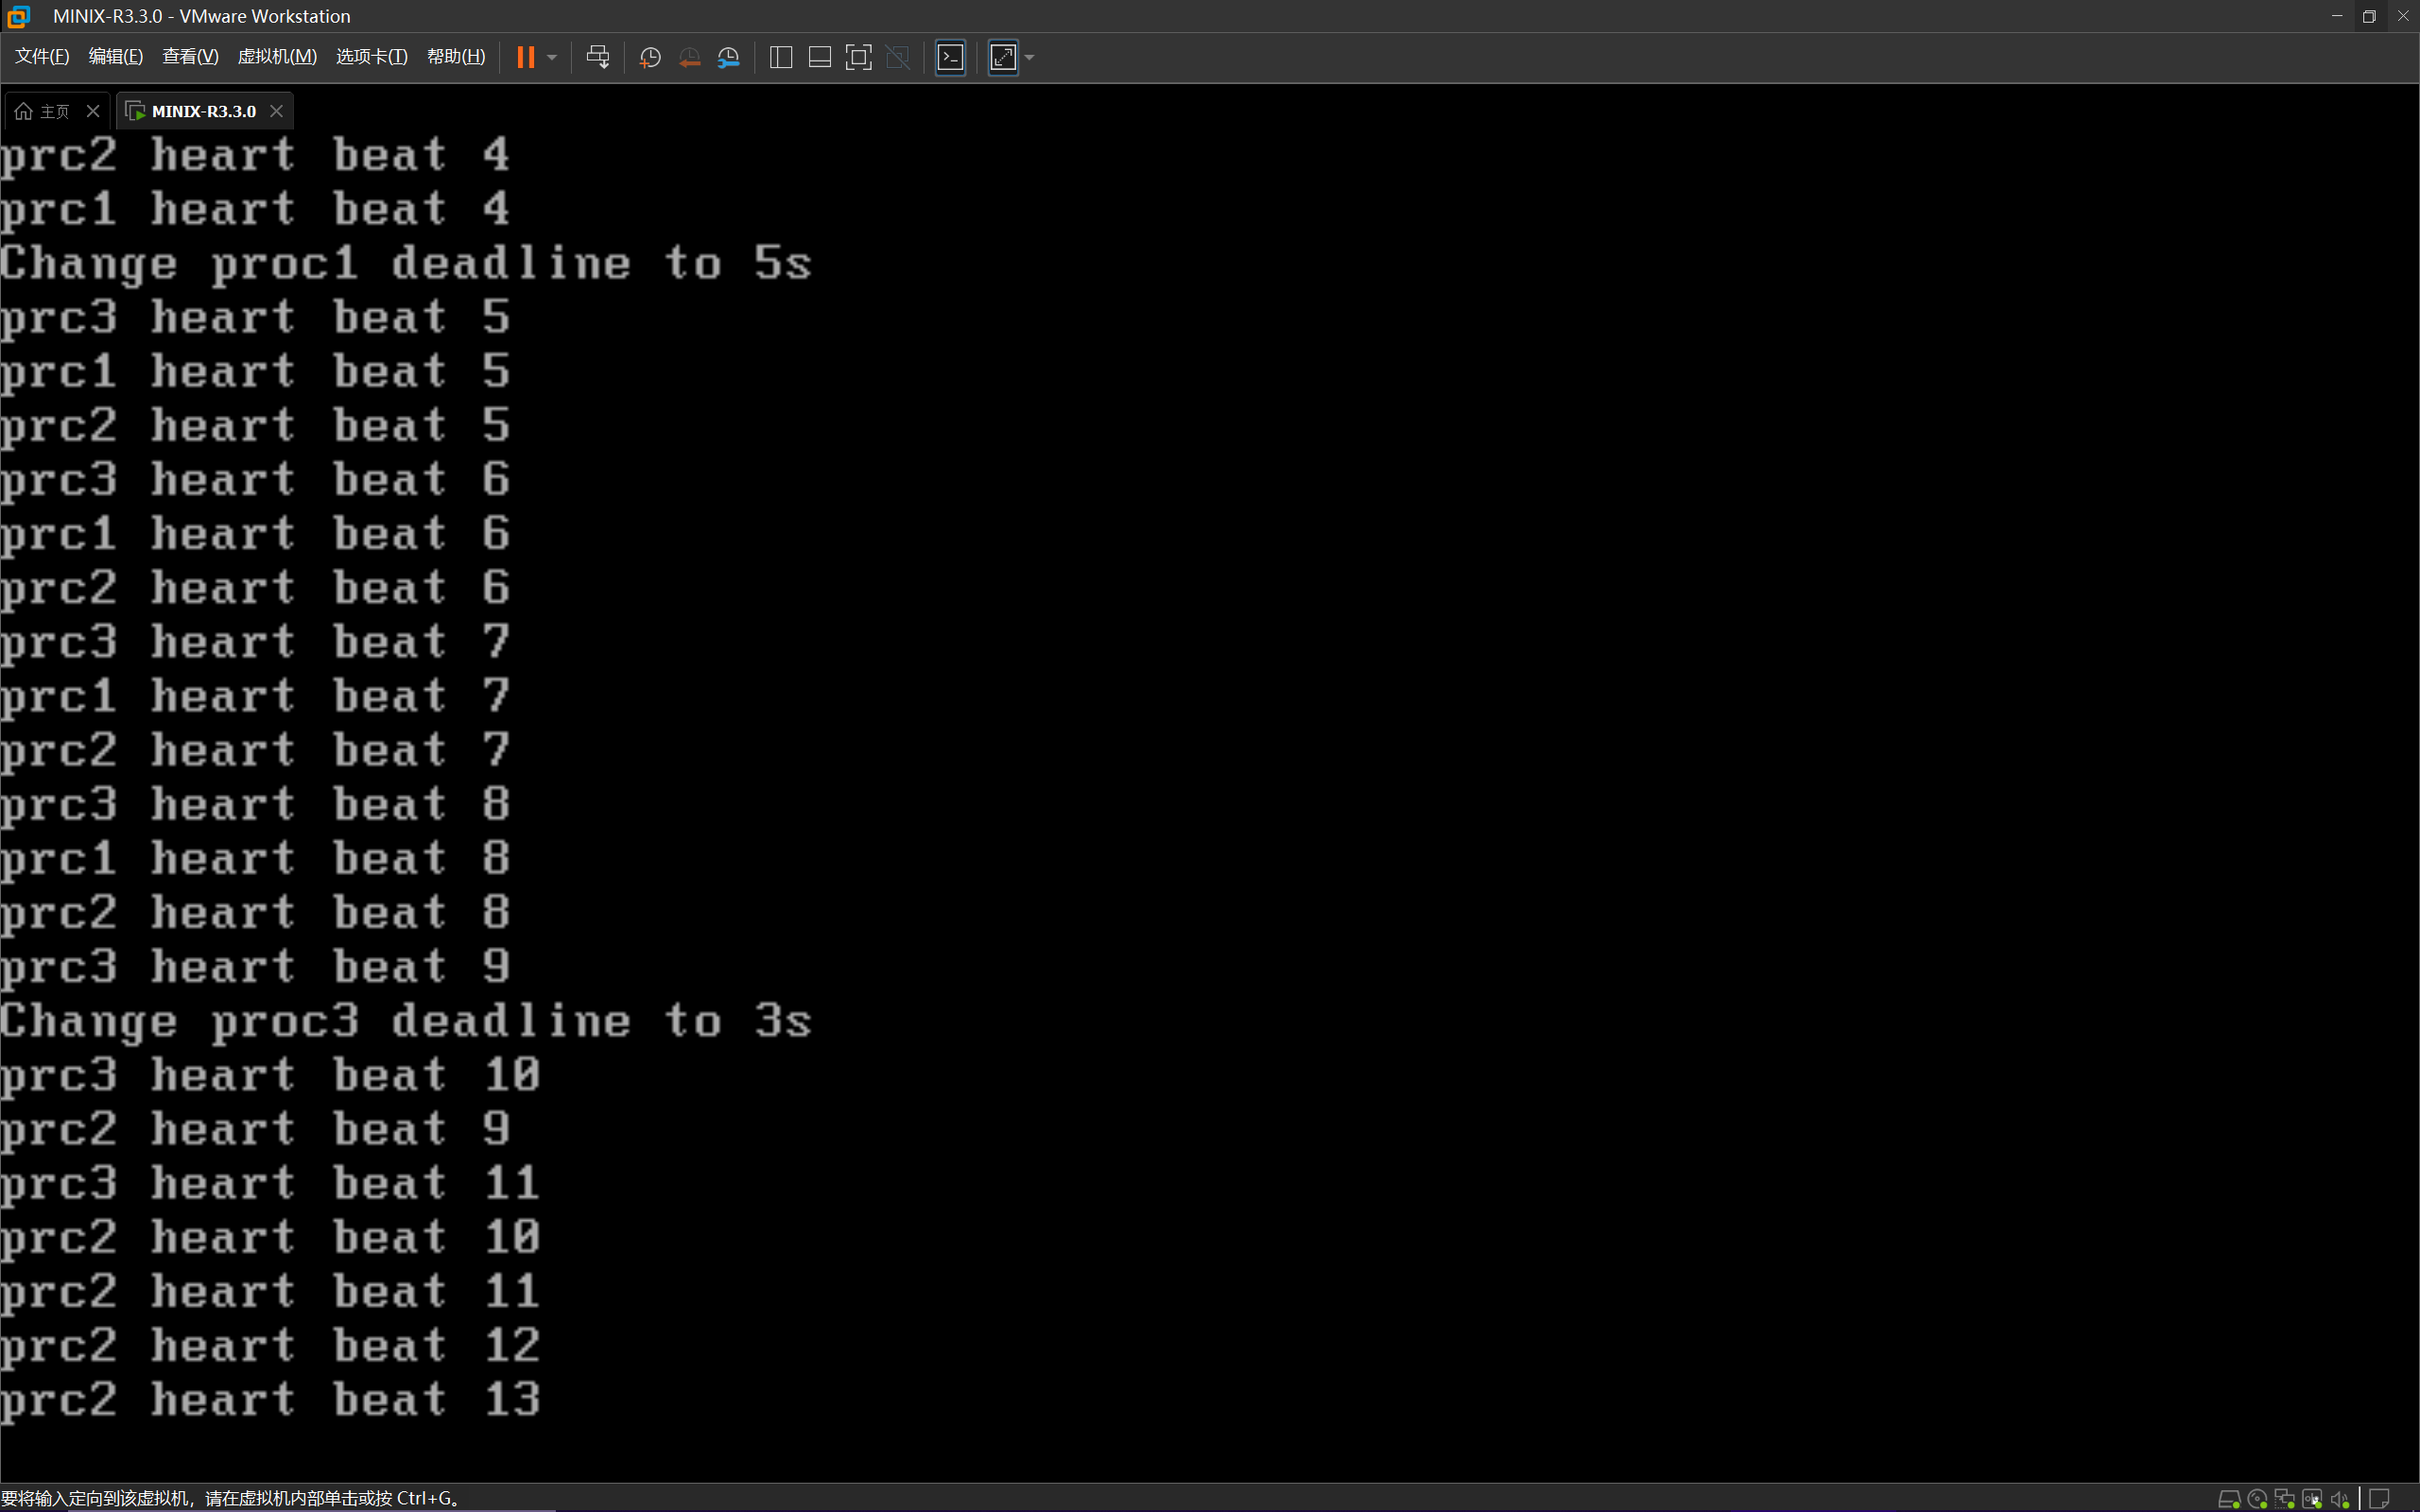 MINIX-R3.3.0 - VMware Workstation
文件(F) 编辑(E) 查看(V) 虚拟机(M) 选项卡(T) 帮助(H)
主页 MINIX-R3.3.0
prc2 heart beat 4
prc1 heart beat 4
Change proc1 deadline to 5s
prc3 heart beat 5
prc1 heart beat 5
prc2 heart beat 5
prc3 heart beat 6
prc1 heart beat 6
prc2 heart beat 6
prc3 heart beat 7
prc1 heart beat 7
prc2 heart beat 7
prc3 heart beat 8
prc1 heart beat 8
prc2 heart beat 8
prc3 heart beat 9
Change proc3 deadline to 3s
prc3 heart beat 10
prc2 heart beat 9
prc3 heart beat 11
prc2 heart beat 10
prc2 heart beat 11
prc2 heart beat 12
prc2 heart beat 13
要将输入定向到该虚拟机，请在虚拟机内部单击或按 Ctrl+G。